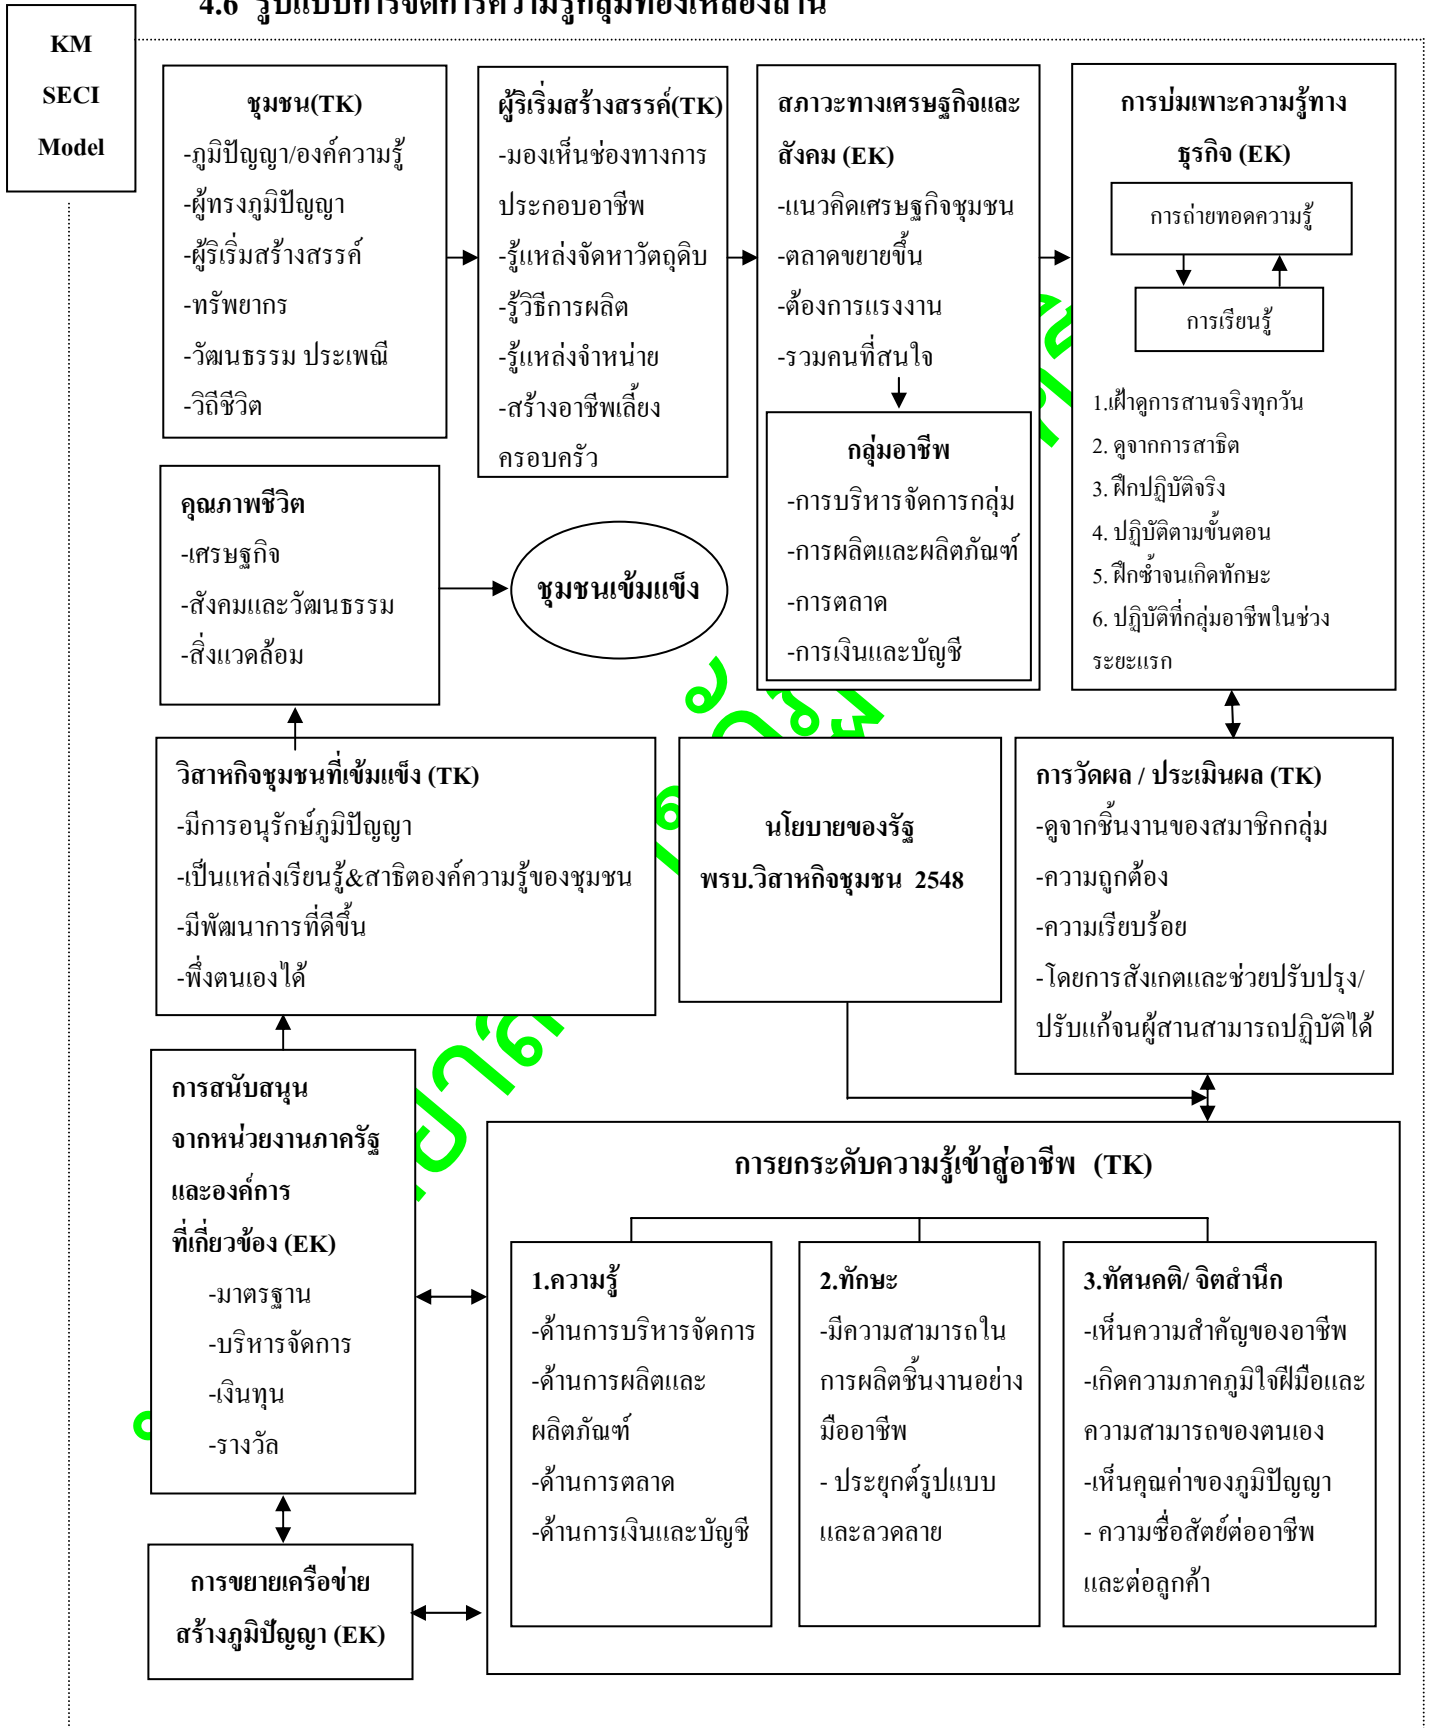 4.6 รูปแบบการจัดการความรู้กลุ่มทองเหลืองสาน
KM
SECI
Model
ชุมชน(TK)
-ภูมิปัญญา/องค์ความรู้
-ผู้ทรงภูมิปัญญา
-ผู้ริเริ่มสร้างสรรค์
-ทรัพยากร
-วัฒนธรรม ประเพณี
-วิถีชีวิต
ผู้ริเริ่มสร้างสรรค์(TK)
-มองเห็นช่องทางการ
ประกอบอาชีพ
-รู้แหล่งจัดหาวัตถุดิบ
-รู้วิธีการผลิต
-รู้แหล่งจำหน่าย
-สร้างอาชีพเลี้ยง
ครอบครัว
สภาวะทางเศรษฐกิจและ
สังคม (EK)
-แนวคิดเศรษฐกิจชุมชน
-ตลาดขยายขึ้น
-ต้องการแรงงาน
-รวมคนที่สนใจ
กลุ่มอาชีพ
-การบริหารจัดการกลุ่ม
-การผลิตและผลิตภัณฑ์
-การตลาด
-การเงินและบัญชี
การบ่มเพาะความรู้ทาง
ธุรกิจ (EK)
การถ่ายทอดความรู้
การเรียนรู้
1.เฝ้าดูการสานจริงทุกวัน
2. ดูจากการสาธิต
3. ฝึกปฏิบัติจริง
4. ปฏิบัติตามขั้นตอน
5. ฝึกซ้ำจนเกิดทักษะ
6. ปฏิบัติที่กลุ่มอาชีพในช่วง
ระยะแรก
คุณภาพชีวิต
-เศรษฐกิจ
-สังคมและวัฒนธรรม
-สิ่งแวดล้อม
ชุมชนเข้มแข็ง
วิสาหกิจชุมชนที่เข้มแข็ง (TK)
-มีการอนุรักษ์ภูมิปัญญา
-เป็นแหล่งเรียนรู้&สาธิตองค์ความรู้ของชุมชน
-มีพัฒนาการที่ดีขึ้น
-พึ่งตนเองได้
นโยบายของรัฐ
พรบ.วิสาหกิจชุมชน 2548
การวัดผล / ประเมินผล (TK)
-ดูจากชิ้นงานของสมาชิกกลุ่ม
-ความถูกต้อง
-ความเรียบร้อย
-โดยการสังเกตและช่วยปรับปรุง/
ปรับแก้จนผู้สานสามารถปฏิบัติได้
การสนับสนุน
จากหน่วยงานภาครัฐ
และองค์การ
ที่เกี่ยวข้อง (EK)
-มาตรฐาน
-บริหารจัดการ
-เงินทุน
-รางวัล
การยกระดับความรู้เข้าสู่อาชีพ (TK)
1.ความรู้
-ด้านการบริหารจัดการ
-ด้านการผลิตและ
ผลิตภัณฑ์
-ด้านการตลาด
-ด้านการเงินและบัญชี
2.ทักษะ
-มีความสามารถใน
การผลิตชิ้นงานอย่าง
มืออาชีพ
- ประยุกต์รูปแบบ
และลวดลาย
3.ทัศนคติ/ จิตสำนึก
-เห็นความสำคัญของอาชีพ
-เกิดความภาคภูมิใจฝีมือและ
ความสามารถของตนเอง
-เห็นคุณค่าของภูมิปัญญา
- ความซื่อสัตย์ต่ออาชีพ
และต่อลูกค้า
การขยายเครือข่าย
สร้างภูมิปัญญา (EK)